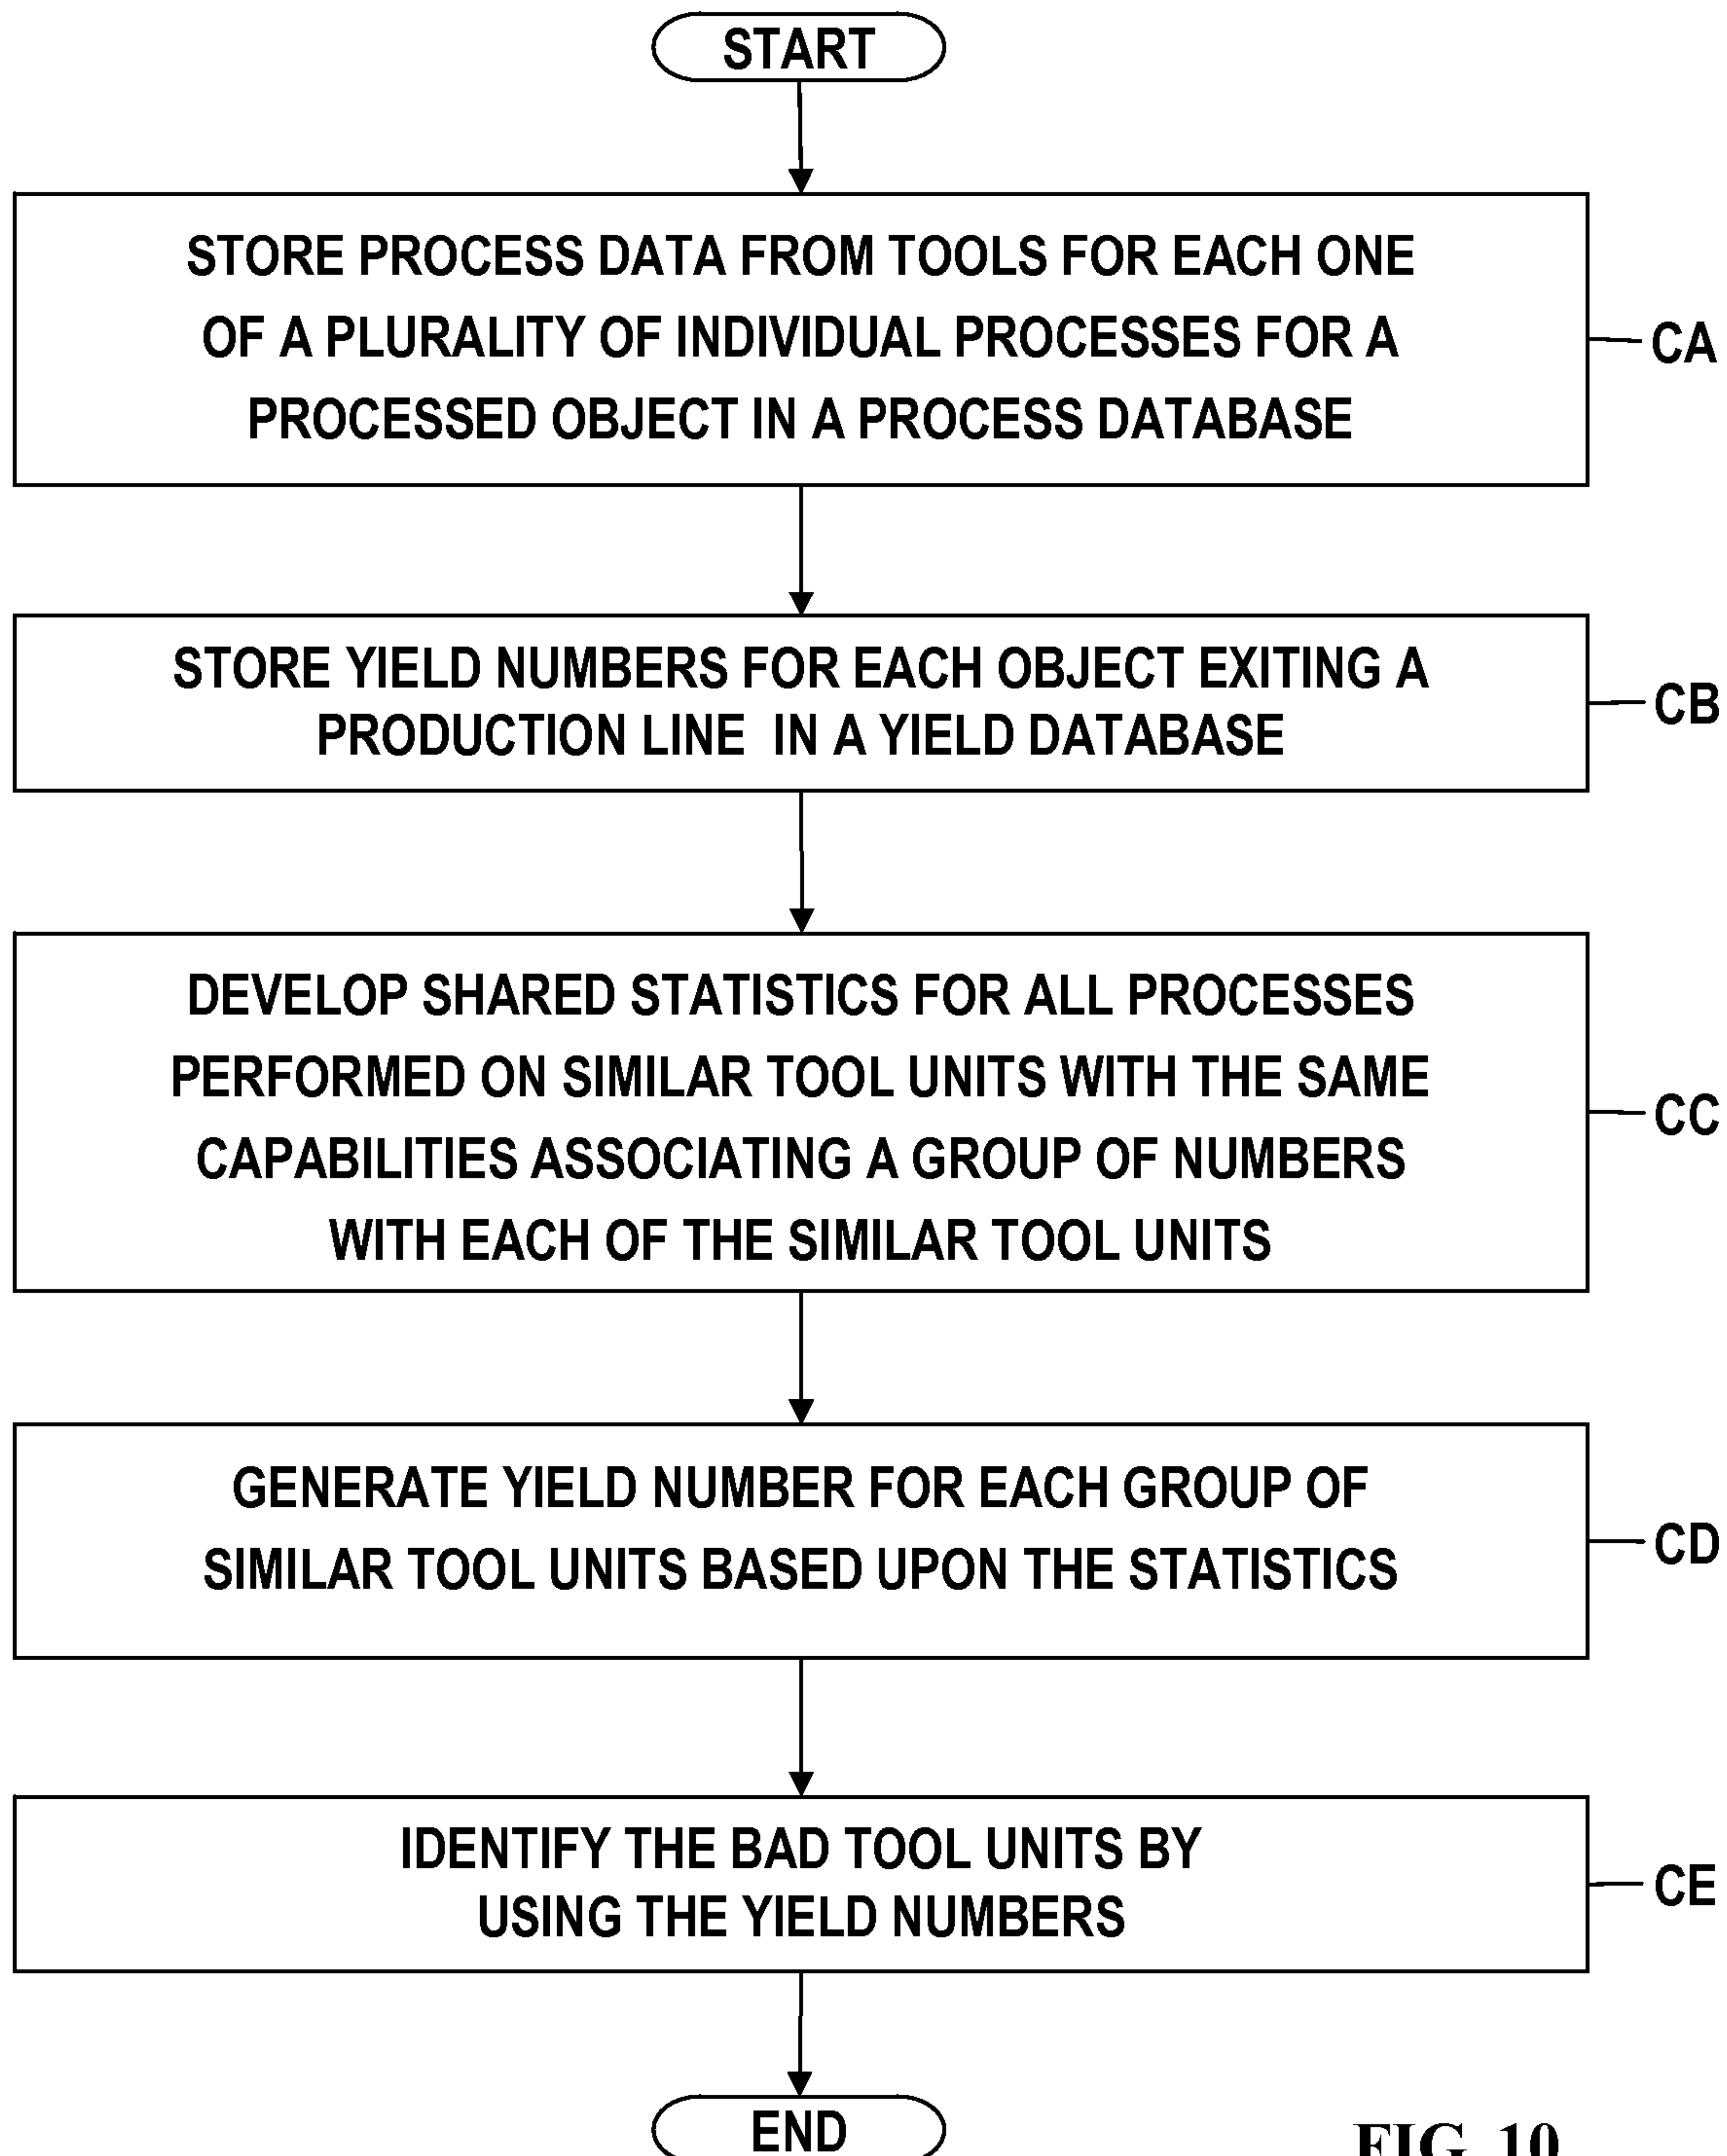 START
STORE PROCESS DATA FROM TOOLS FOR EACH ONE
OF A PLURALITY OF INDIVIDUAL PROCESSES FOR A
PROCESSED OBJECT IN A PROCESS DATABASE
CA
STORE YIELD NUMBERS FOR EACH OBJECT EXITING A
PRODUCTION LINE IN A YIELD DATABASE
CB
DEVELOP SHARED STATISTICS FOR ALL PROCESSES
PERFORMED ON SIMILAR TOOL UNITS WITH THE SAME
CAPABILITIES ASSOCIATING A GROUP OF NUMBERS
WITH EACH OF THE SIMILAR TOOL UNITS
CC
GENERATE YIELD NUMBER FOR EACH GROUP OF
SIMILAR TOOL UNITS BASED UPON THE STATISTICS
CD
IDENTIFY THE BAD TOOL UNITS BY
USING THE YIELD NUMBERS
CE
END
FIG. 10